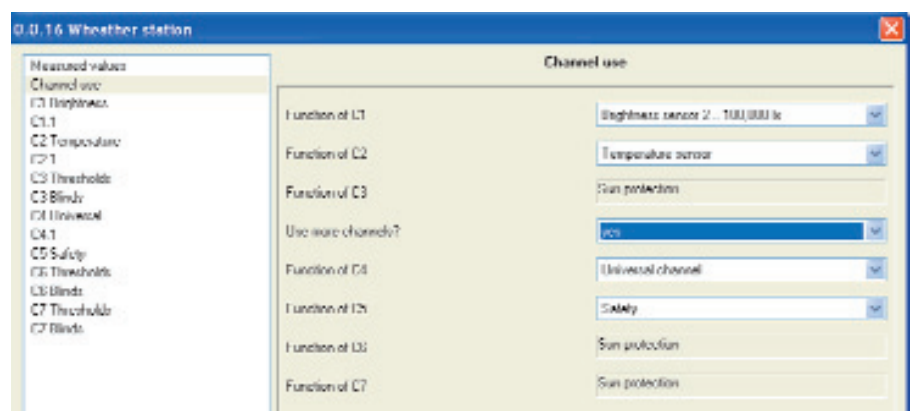 0.0.16 Wheather station
Measured values
Channel use
C1 Brightness
C1.1
C2 Temperature
C2.1
C3 Thresholds
C3 Blinds
C4 Universal
C4.1
C5 Safety
C6 Thresholds
C6 Blinds
C7 Thresholds
C7 Blinds
Channel use
Function of C1 Brightness sensor 2... 100,000 lx
Function of C2 Temperature sensor
Function of C3 Sun protection
Use more channels? yes
Function of C4 Universal channel
Function of C5 Safety
Function of C6 Sun protection
Function of C7 Sun protection